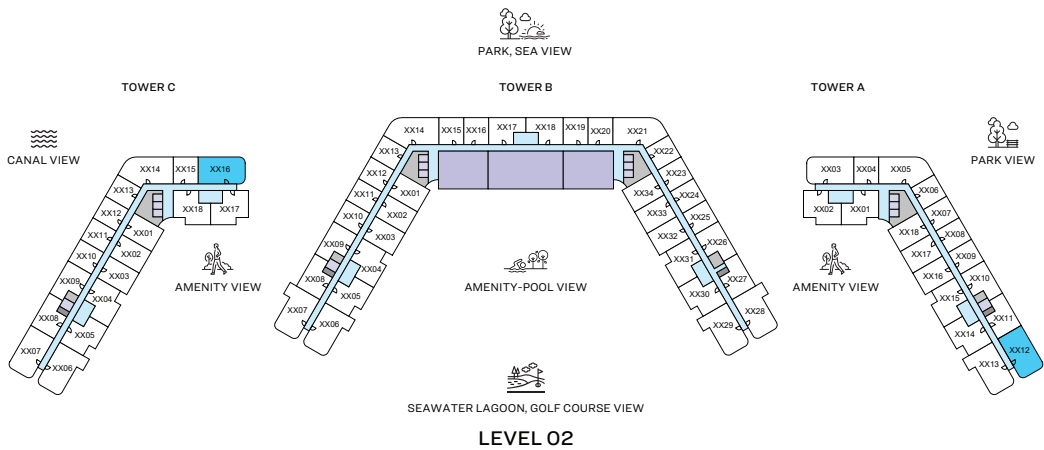 PARK, SEA VIEW
TOWER C
TOWER B
TOWER A
CANAL VIEW
PARK VIEW
XX14
XX15
XX16
XX13
XX12
XX11
XX10
XX09
XX08
XX07
XX06
XX05
XX04
XX03
XX02
XX01
XX18
XX17
XX14
XX15
XX16
XX17
XX18
XX19
XX20
XX21
XX13
XX12
XX11
XX10
XX09
XX08
XX07
XX06
XX05
XX04
XX03
XX02
XX01
XX22
XX23
XX24
XX25
XX26
XX27
XX28
XX29
XX30
XX31
XX32
XX33
XX34
XX03
XX04
XX05
XX02
XX01
XX06
XX07
XX08
XX09
XX10
XX11
XX12
XX13
XX14
XX15
XX16
XX17
XX18
AMENITY VIEW
AMENITY-POOL VIEW
AMENITY VIEW
SEAWATER LAGOON, GOLF COURSE VIEW
LEVEL 02